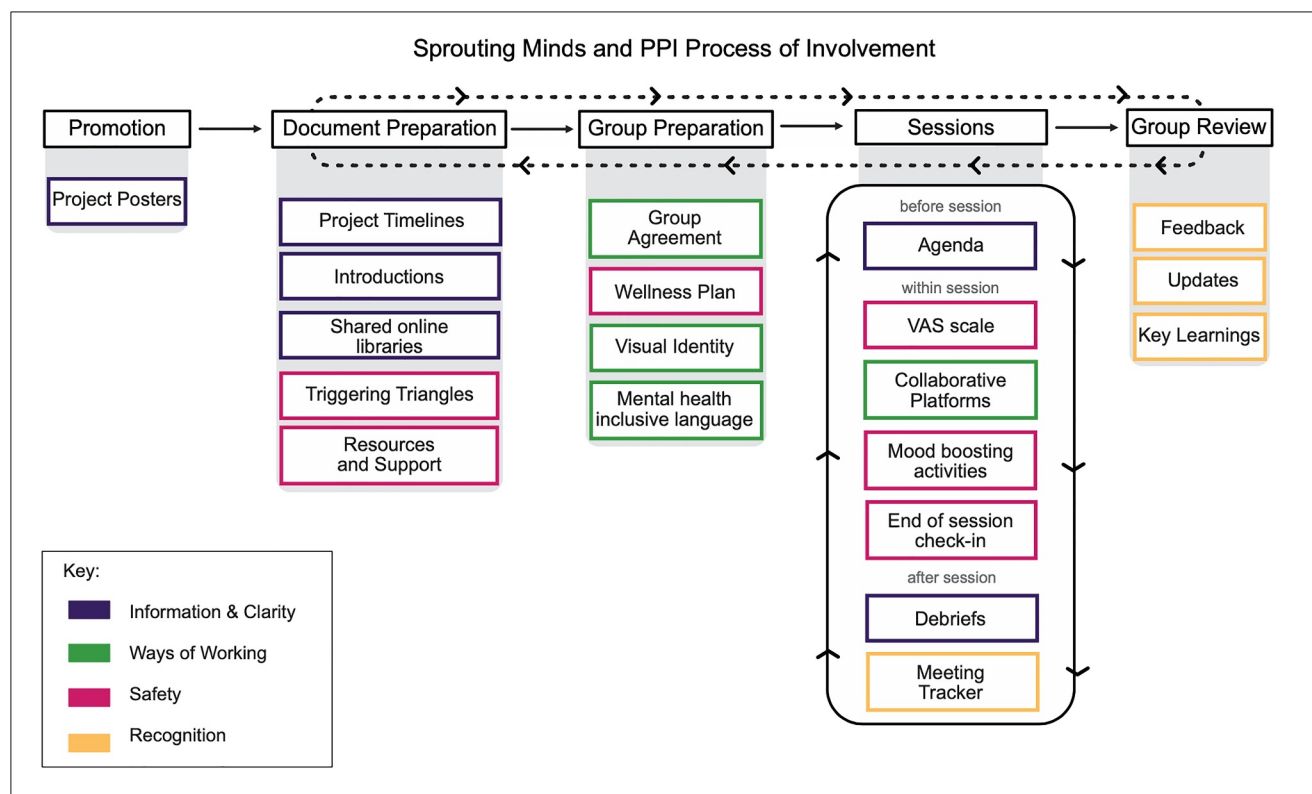 Sprouting Minds and PPI Process of Involvement
Promotion
Document Preparation
Group Preparation
Sessions
Group Review
Project Posters
Project Timelines
Introductions
Shared online
libraries
Triggering Triangles
Resources
and Support
Group
Agreement
Wellness Plan
Visual Identity
Mental health
inclusive language
before session
Agenda
within session
VAS scale
Collaborative
Platforms
Mood boosting
activities
End of session
check-in
after session
Debriefs
Meeting
Tracker
Feedback
Updates
Key Learnings
Key:
Information & Clarity
Ways of Working
Safety
Recognition